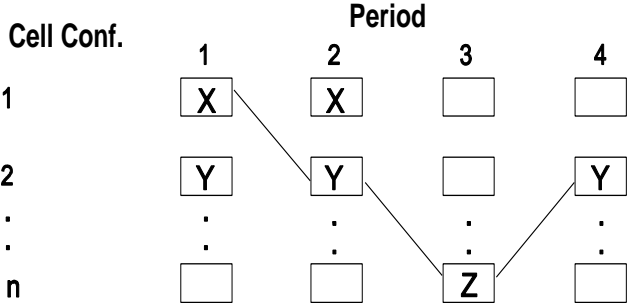 Period
Cell Conf.
1 2 3 4
1 X X
2 Y Y Y
. . . . .
. . . . .
n Z